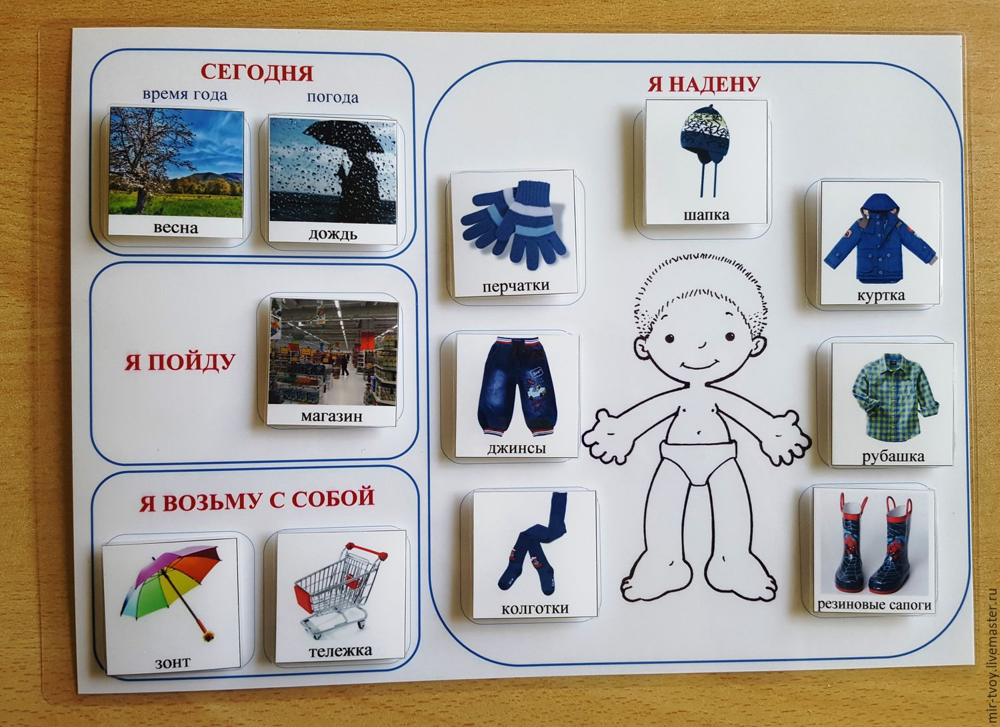 СЕГОДНЯ
время года
погода
весна
дождь
Я ПОЙДУ
магазин
Я ВОЗЬМУ С СОБОЙ
зонт
тележка
Я НАДЕНУ
шапка
перчатки
куртка
джинсы
рубашка
колготки
резиновые сапоги
mir-tvoy.livemaster.ru